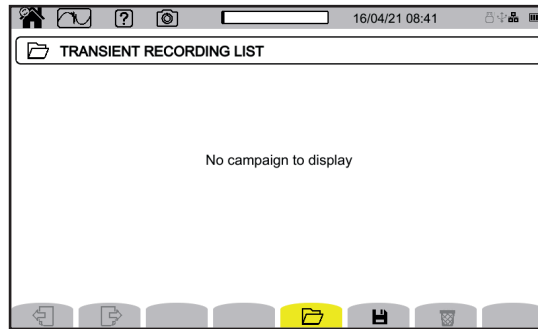 16/04/21 08:41
TRANSIENT RECORDING LIST
No campaign to display